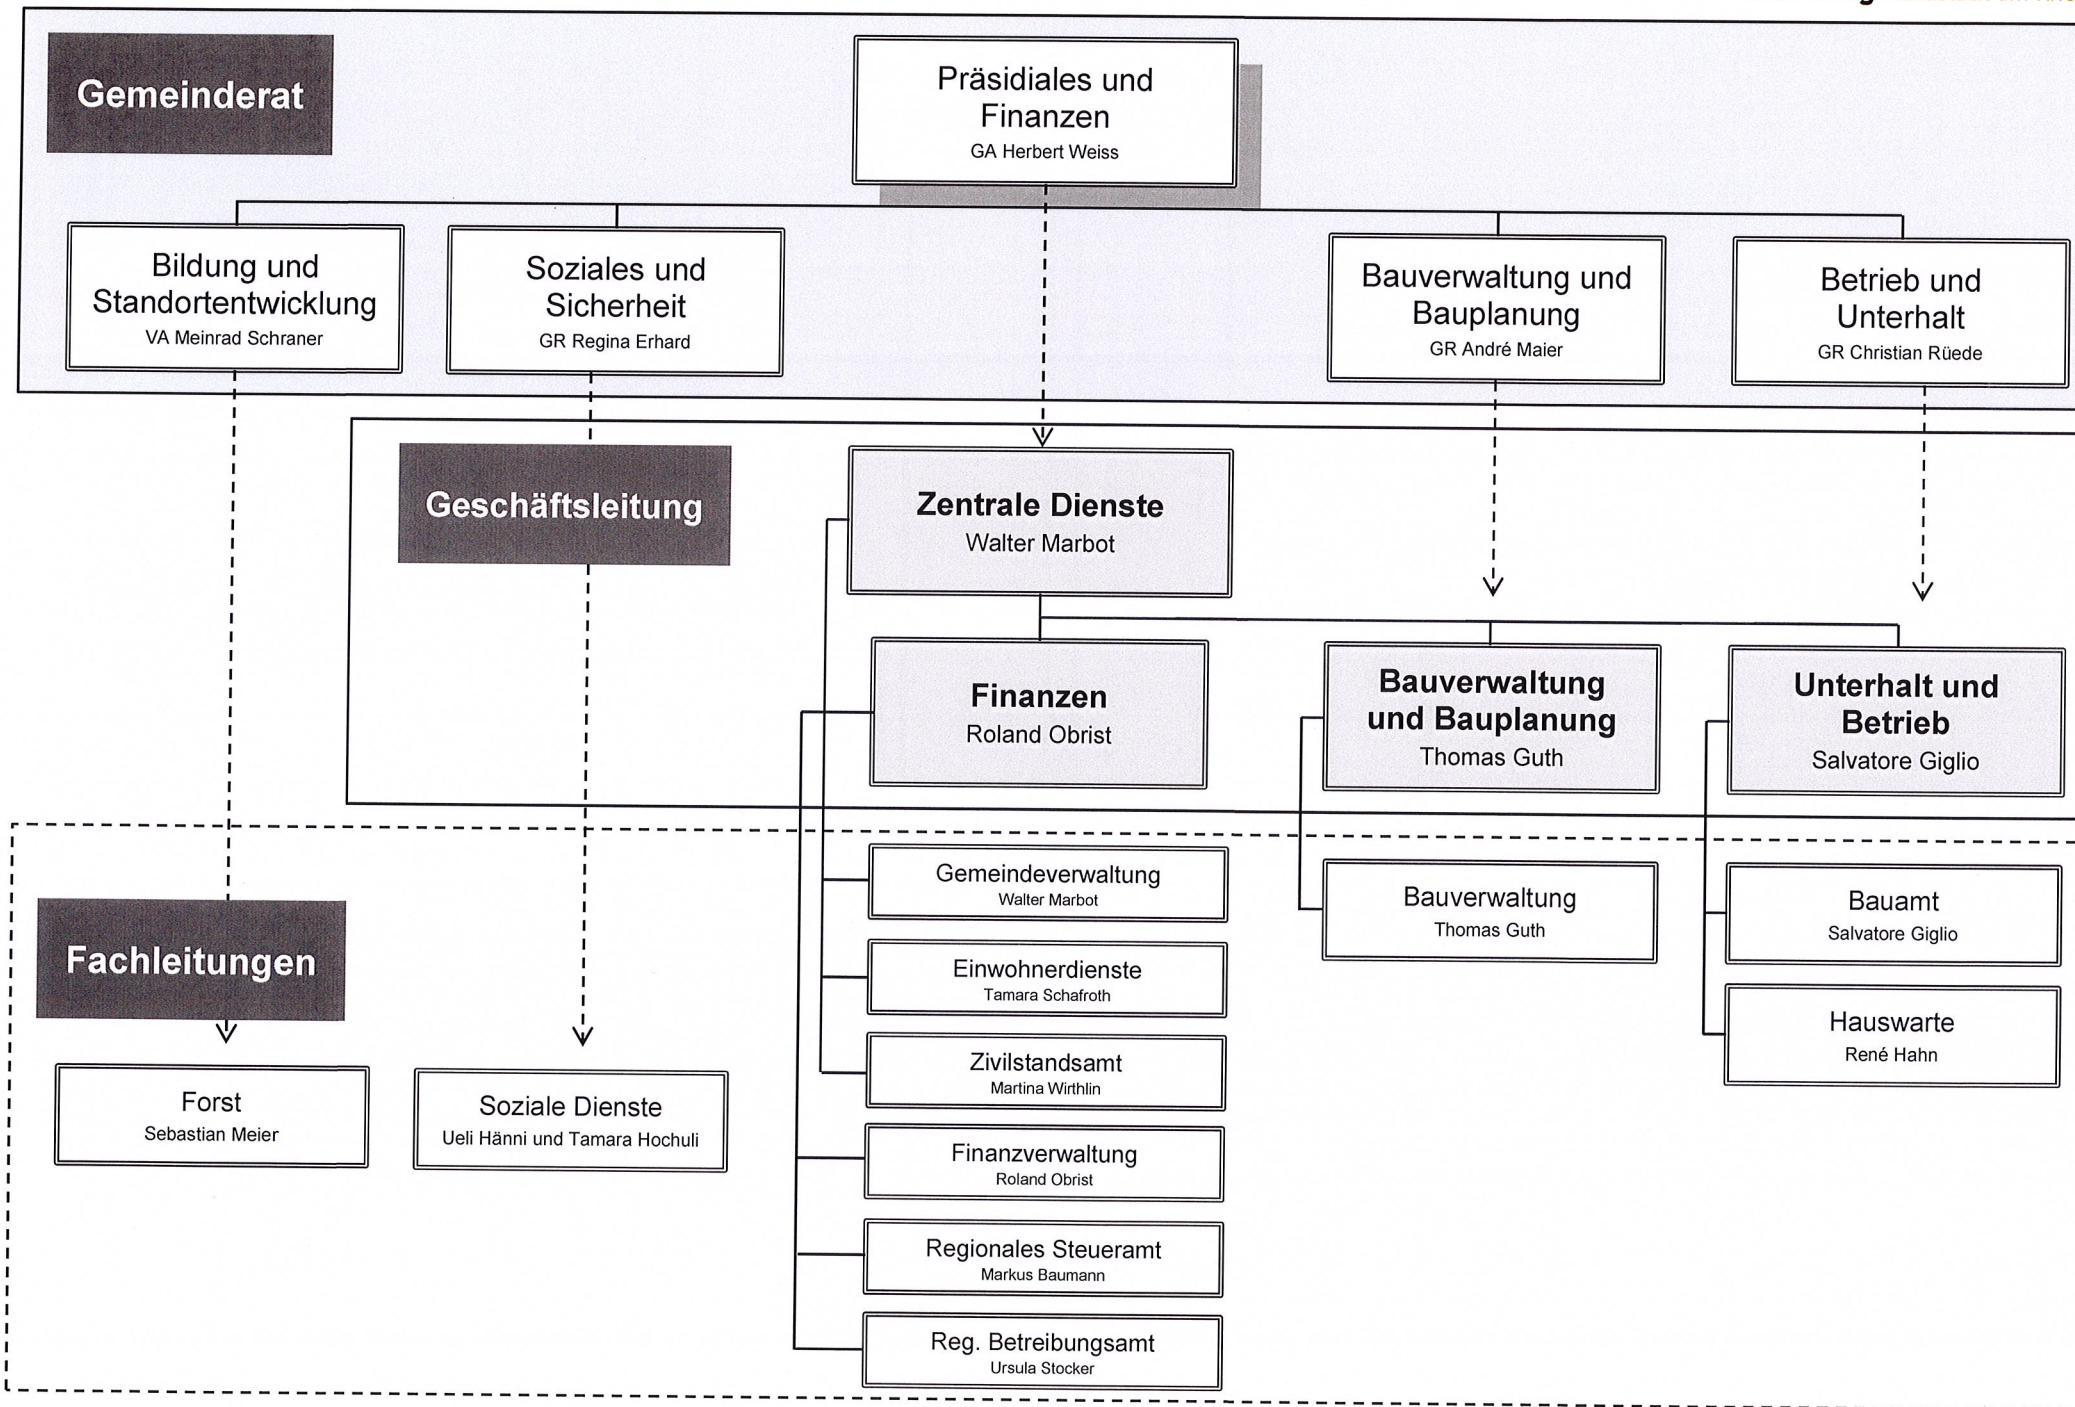 Gemeinderat
Präsidiales und
Finanzen
GA Herbert Weiss
Bildung und
Standortentwicklung
VA Meinrad Schraner
Soziales und
Sicherheit
GR Regina Erhard
Bauverwaltung und
Bauplanung
GR André Maier
Betrieb und
Unterhalt
GR Christian Rüede
Geschäftsleitung
Zentrale Dienste
Walter Marbot
Finanzen
Roland Obrist
Bauverwaltung
und Bauplanung
Thomas Guth
Unterhalt und
Betrieb
Salvatore Giglio
Fachleitungen
Forst
Sebastian Meier
Soziale Dienste
Ueli Hänni und Tamara Hochuli
Gemeindeverwaltung
Walter Marbot
Einwohnerdienste
Tamara Schafroth
Zivilstandsamt
Martina Wirthlin
Finanzverwaltung
Roland Obrist
Regionales Steueramt
Markus Baumann
Reg. Betreibungsamt
Ursula Stocker
Bauverwaltung
Thomas Guth
Bauamt
Salvatore Giglio
Hauswarte
René Hahn